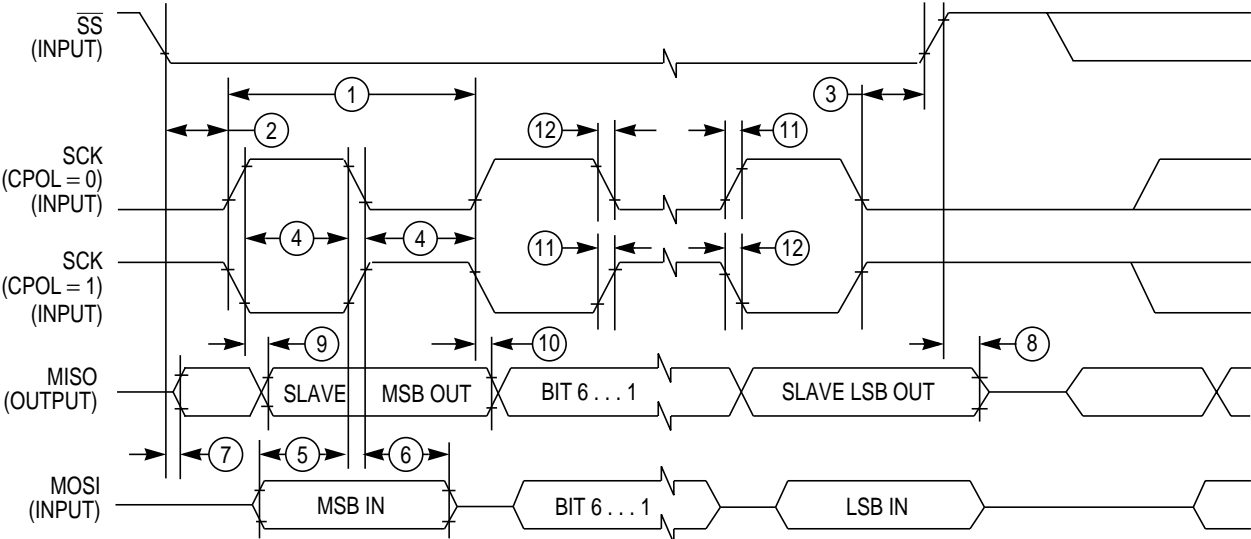 SS
(INPUT)
1
3
2
12
11
SCK
(CPOL = 0)
(INPUT)
4
4
11
12
SCK
(CPOL = 1)
(INPUT)
9
10
8
MISO
(OUTPUT)
SLAVE
MSB OUT
BIT 6 . . . 1
SLAVE LSB OUT
7
5
6
MOSI
(INPUT)
MSB IN
BIT 6 . . . 1
LSB IN